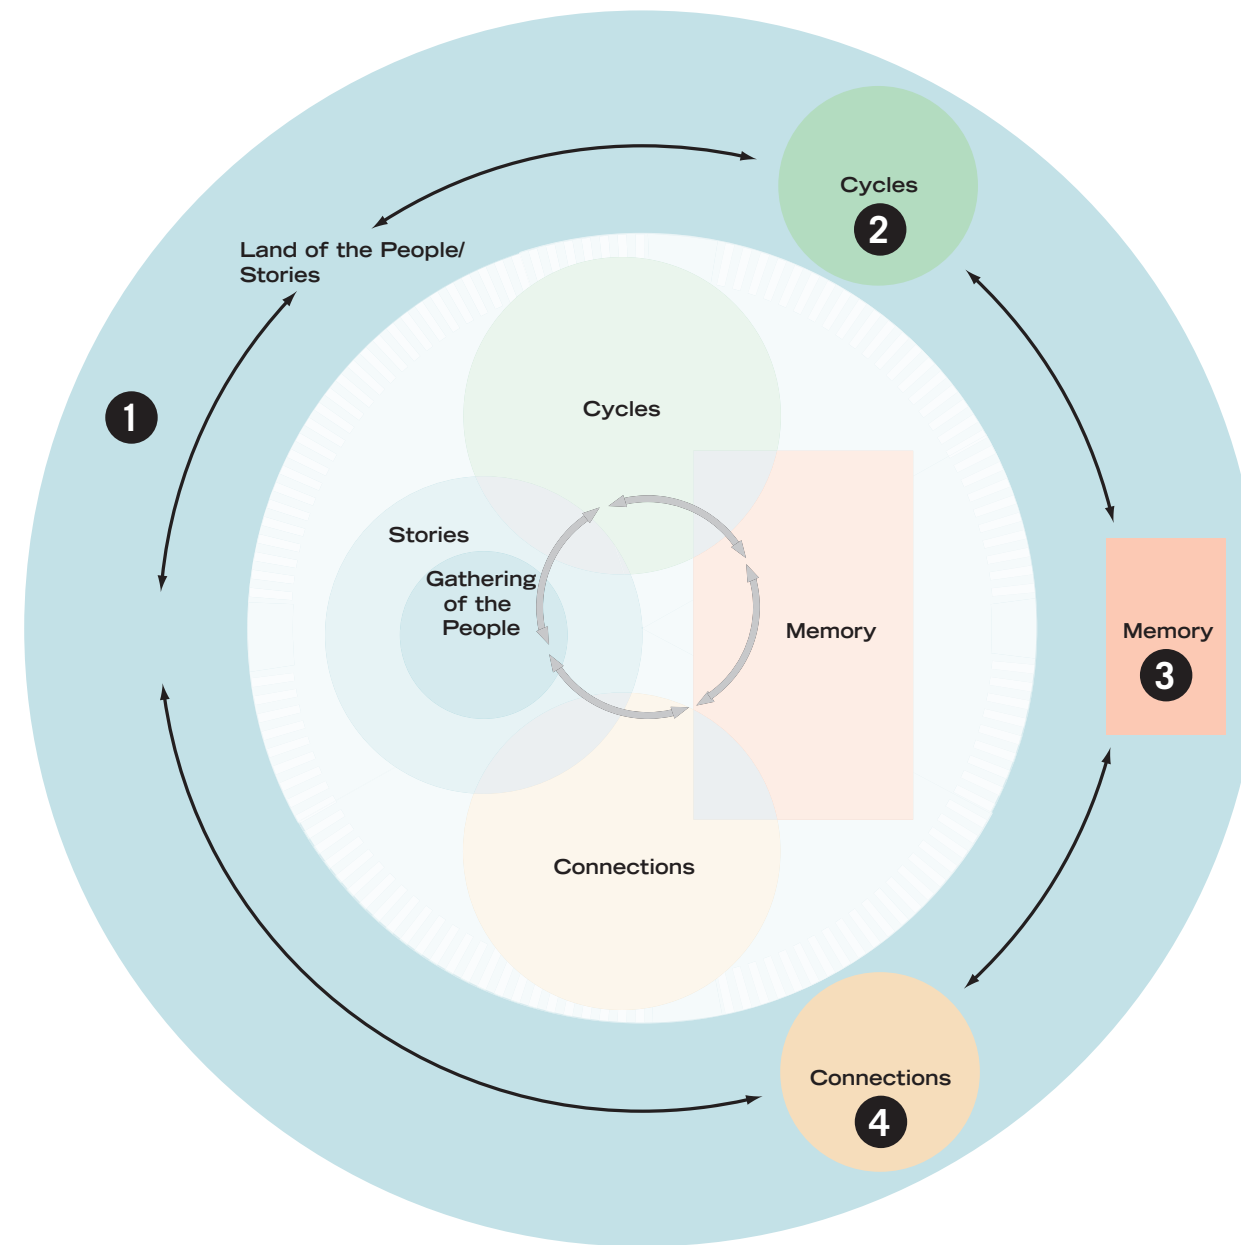 Cycles
2
Land of the People/
Stories
1
Cycles
Stories
Gathering
of the
People
Memory
Memory
3
Connections
Connections
4